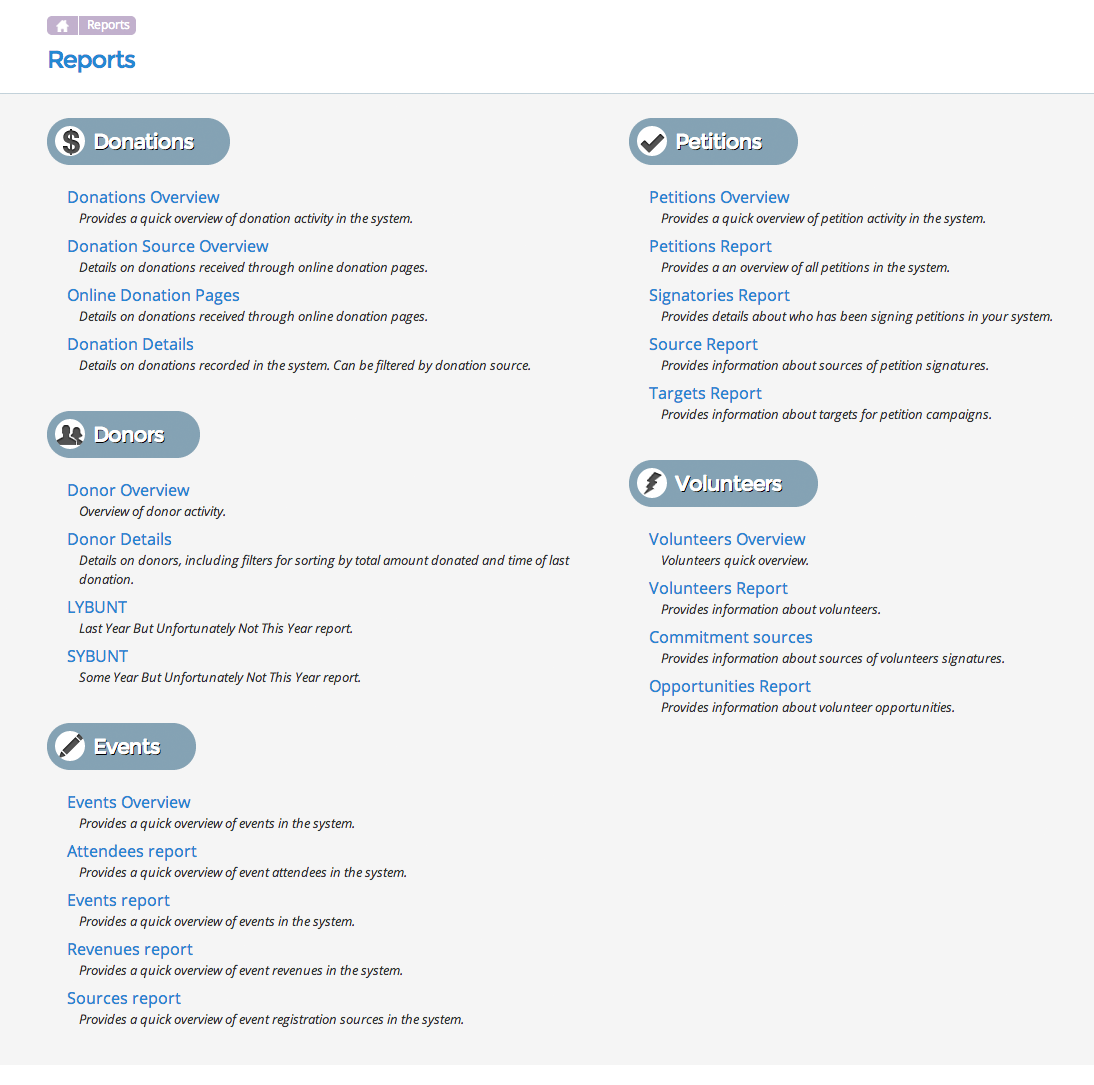 Reports
Reports
Donations
Donations Overview
Provides a quick overview of donation activity in the system.
Donation Source Overview
Details on donations received through online donation pages.
Online Donation Pages
Details on donations received through online donation pages.
Donation Details
Details on donations recorded in the system. Can be filtered by donation source.
Donors
Donor Overview
Overview of donor activity.
Donor Details
Details on donors, including filters for sorting by total amount donated and time of last
donation.
LYBUNT
Last Year But Unfortunately Not This Year report.
SYBUNT
Some Year But Unfortunately Not This Year report.
Events
Events Overview
Provides a quick overview of events in the system.
Attendees report
Provides a quick overview of event attendees in the system.
Events report
Provides a quick overview of events in the system.
Revenues report
Provides a quick overview of event revenues in the system.
Sources report
Provides a quick overview of event registration sources in the system.
Petitions
Petitions Overview
Provides a quick overview of petition activity in the system.
Petitions Report
Provides a an overview of all petitions in the system.
Signatories Report
Provides details about who has been signing petitions in your system.
Source Report
Provides information about sources of petition signatures.
Targets Report
Provides information about targets for petition campaigns.
Volunteers
Volunteers Overview
Volunteers quick overview.
Volunteers Report
Provides information about volunteers.
Commitment sources
Provides information about sources of volunteers signatures.
Opportunities Report
Provides information about volunteer opportunities.